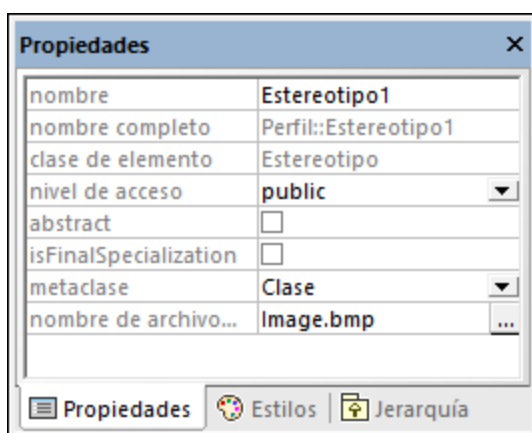 Propiedades
nombre Estereotipo1
nombre completo Perfil::Estereotipo1
clase de elemento Estereotipo
nivel de acceso public
abstract
isFinalSpecialization
metaclase Clase
nombre de archivo... Image.bmp ...
Propiedades Estilos Jerarquía